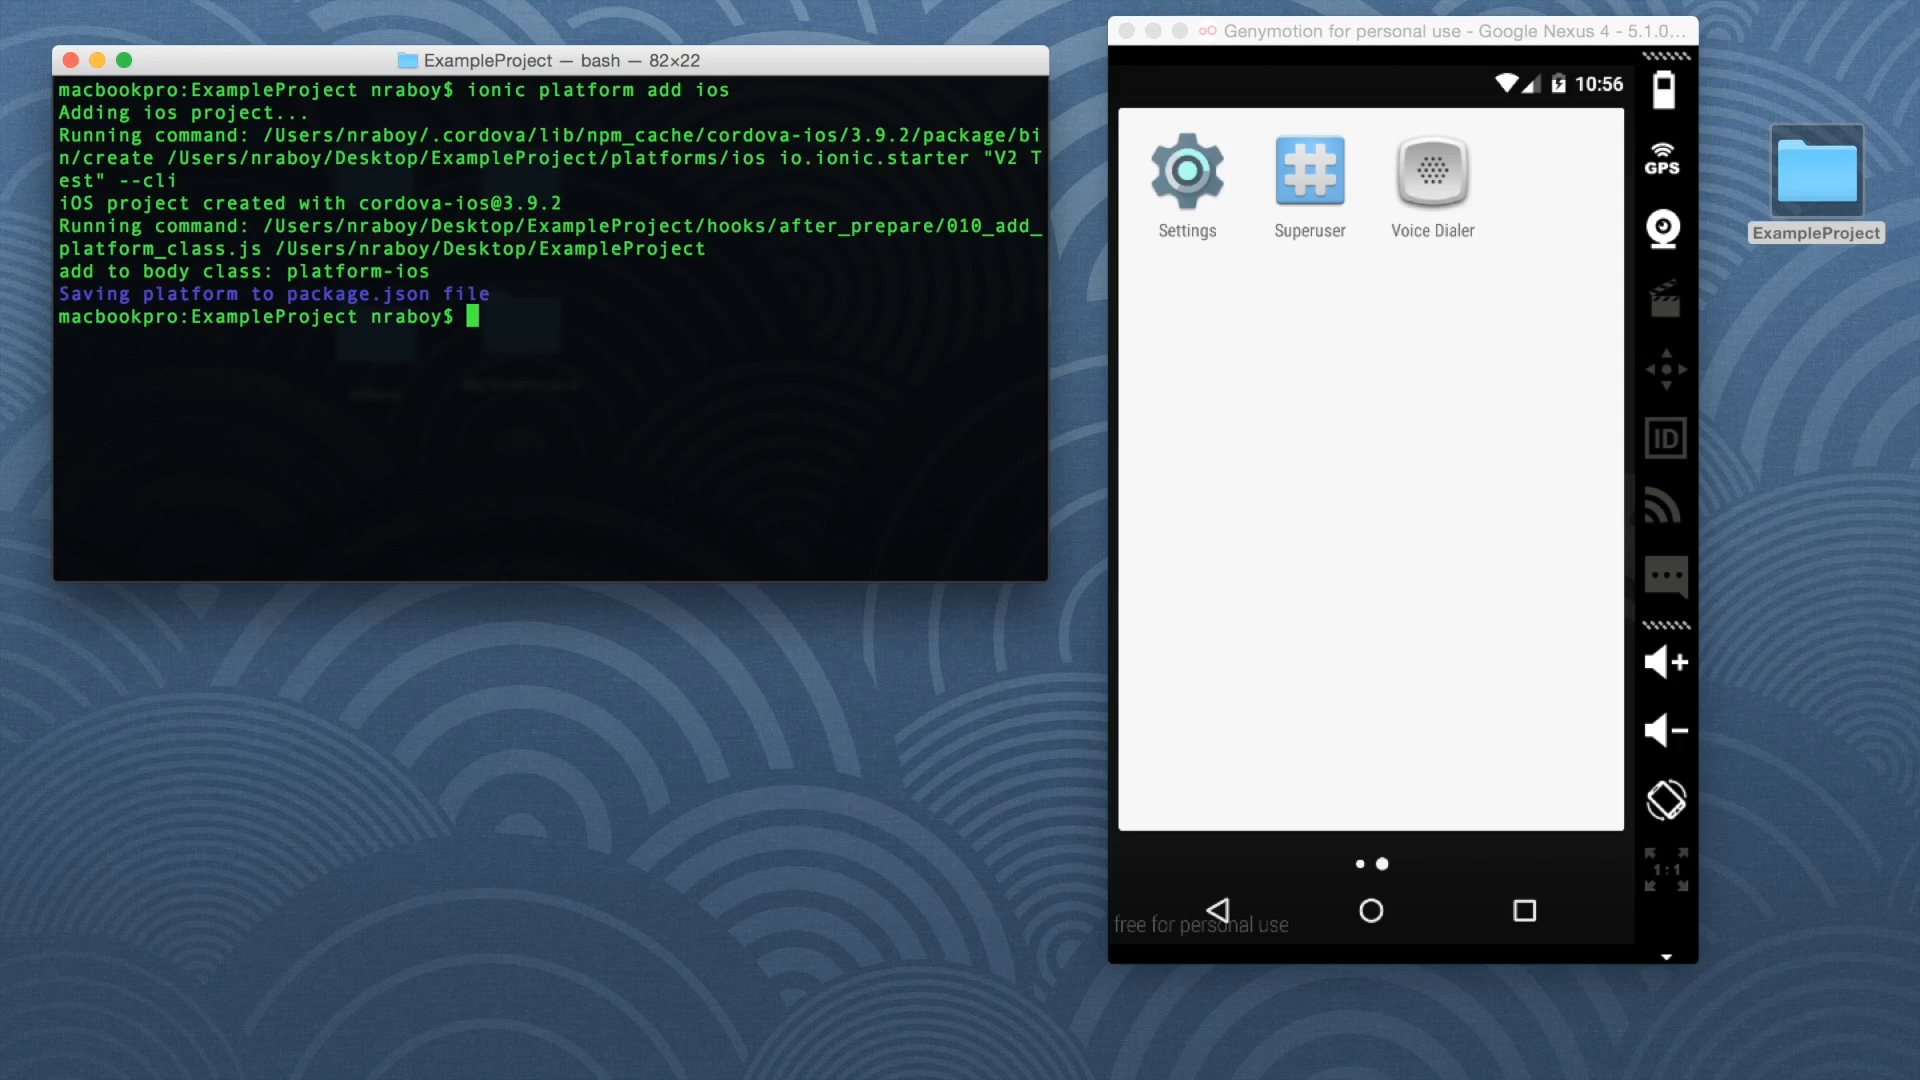 ExampleProject — bash — 82×22
macbookpro:ExampleProject nraboy$ ionic platform add ios
Adding ios project...
Running command: /Users/nraboy/.cordova/lib/npm_cache/cordova-ios/3.9.2/package/bi
n/create /Users/nraboy/Desktop/ExampleProject/platforms/ios io.ionic.starter "V2 T
est" --cli
iOS project created with cordova-ios@3.9.2
Running command: /Users/nraboy/Desktop/ExampleProject/hooks/after_prepare/010_add_
platform_class.js /Users/nraboy/Desktop/ExampleProject
add to body class: platform-ios
Saving platform to package.json file
macbookpro:ExampleProject nraboy$
Genymotion for personal use - Google Nexus 4 - 5.1.0...
10:56
Settings
Superuser
Voice Dialer
free for personal use
GPS
ID
1:1
ExampleProject